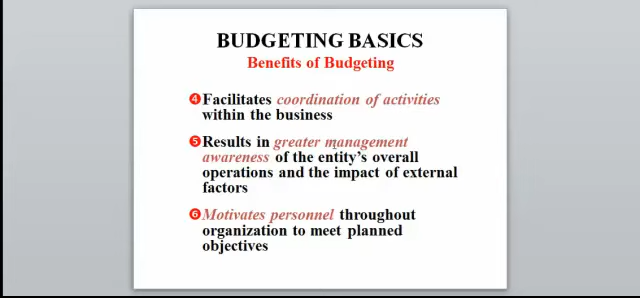 BUDGETING BASICS
Benefits of Budgeting
❹Facilitates coordination of activities
within the business
❺Results in greater management
awareness of the entity's overall
operations and the impact of external
factors
❻Motivates personnel throughout
organization to meet planned
objectives